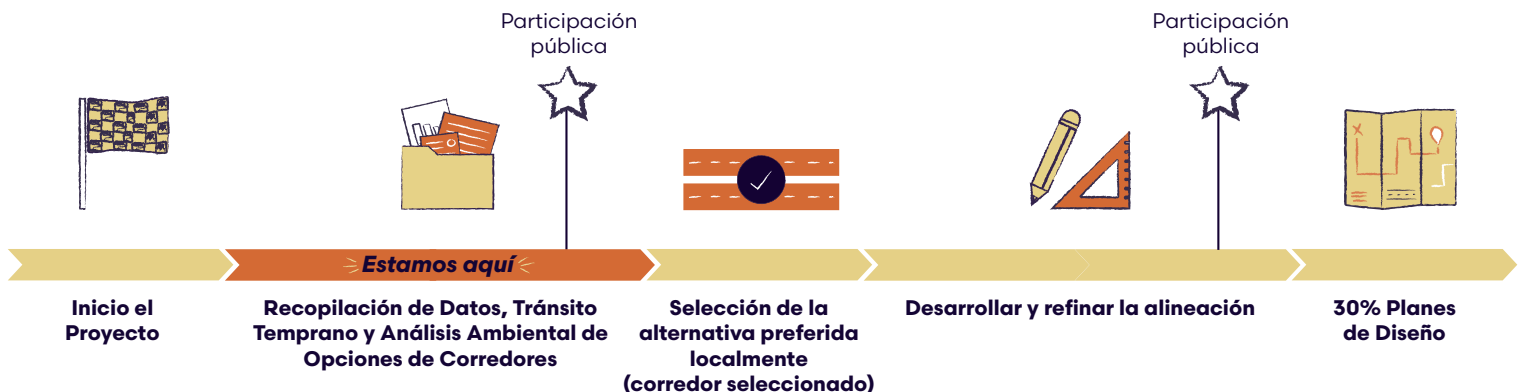 Participación
pública
Participación
pública
Estamos aquí
Inicio el
Proyecto
Recopilación de Datos, Tránsito
Temprano y Análisis Ambiental de
Opciones de Corredores
Selección de la
alternativa preferida
localmente
(corredor seleccionado)
Desarrollar y refinar la alineación
30% Planes
de Diseño